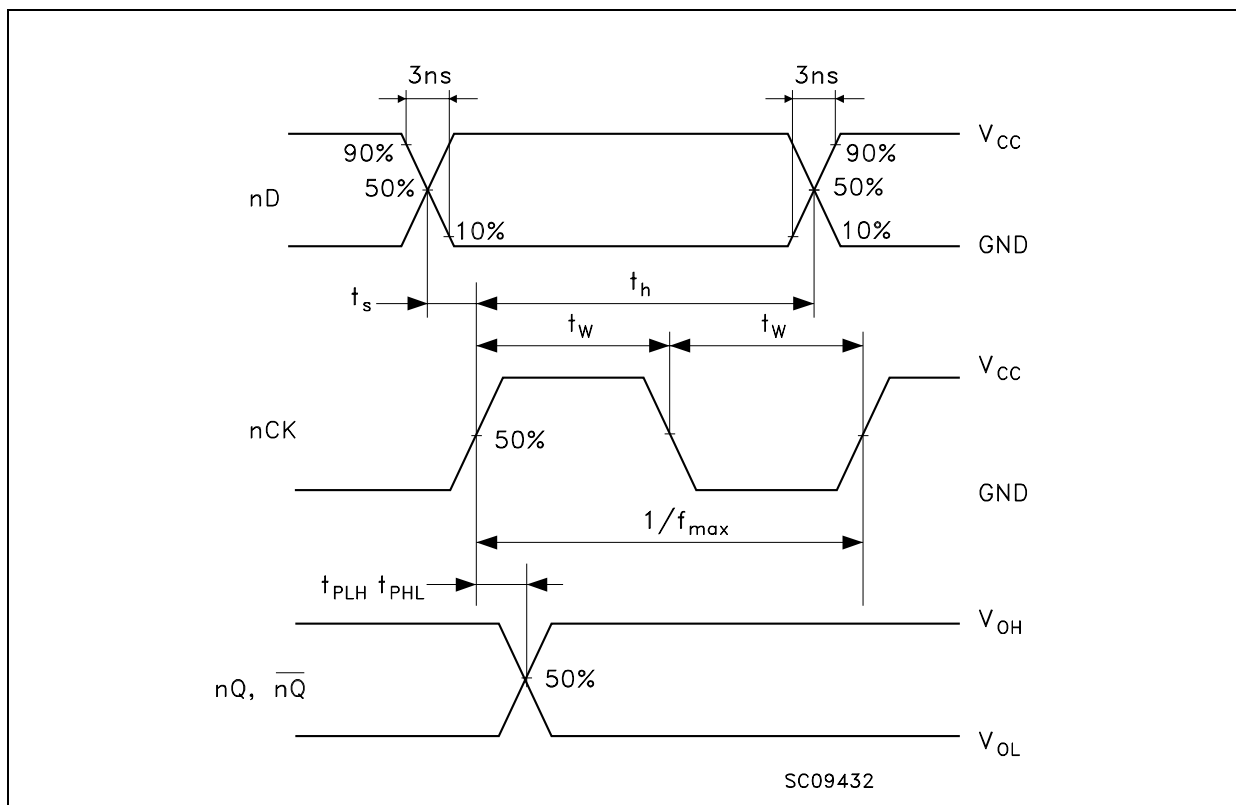 3ns 3ns
V_CC
90% 90%
nD 50% 50%
10% 10%
GND
t_s t_h
t_W t_W
V_CC
nCK 50%
GND
1/f_max
t_PLH t_PHL
V_OH
nQ, n̅Q̅ 50%
V_OL
SC09432